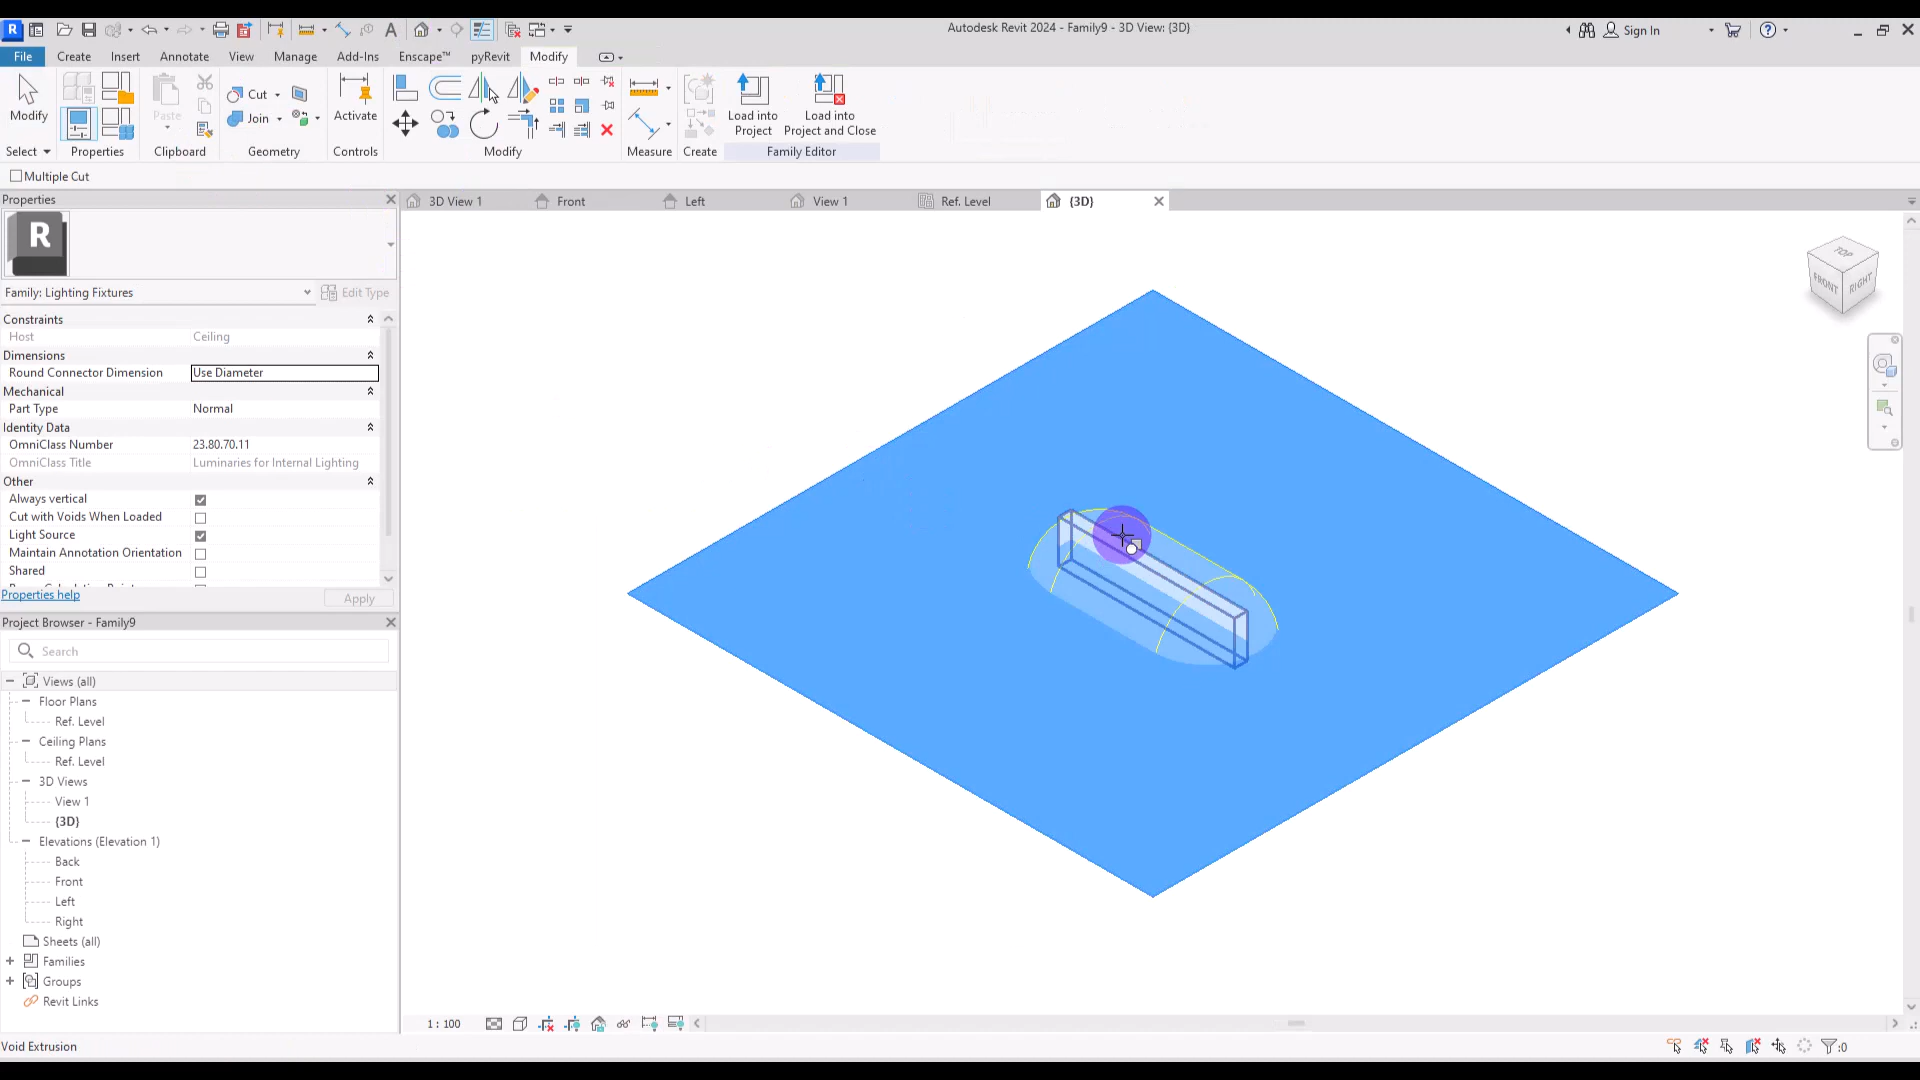 R
Autodesk Revit 2024 - Family9 - 3D View: {3D}
Sign In
File Create Insert Annotate View Manage Add-Ins Enscape™ pyRevit Modify
Modify
Paste
Cut
Join
Activate
Load into
Project
Load into
Project and Close
Select Properties Clipboard Geometry Controls Modify Measure Create Family Editor
Multiple Cut
Properties
3D View 1 Front Left View 1 Ref. Level {3D}
R
Family: Lighting Fixtures Edit Type
Constraints
Host Ceiling
Dimensions
Round Connector Dimension Use Diameter
Mechanical
Part Type Normal
Identity Data
OmniClass Number 23.80.70.11
OmniClass Title Luminaries for Internal Lighting
Other
Always vertical
Cut with Voids When Loaded
Light Source
Maintain Annotation Orientation
Shared
Properties help Apply
TOP
FRONT RIGHT
Project Browser - Family9
Search
Views (all)
Floor Plans
Ref. Level
Ceiling Plans
Ref. Level
3D Views
View 1
{3D}
Elevations (Elevation 1)
Back
Front
Left
Right
Sheets (all)
Families
Groups
Revit Links
1 : 100
Void Extrusion
:0